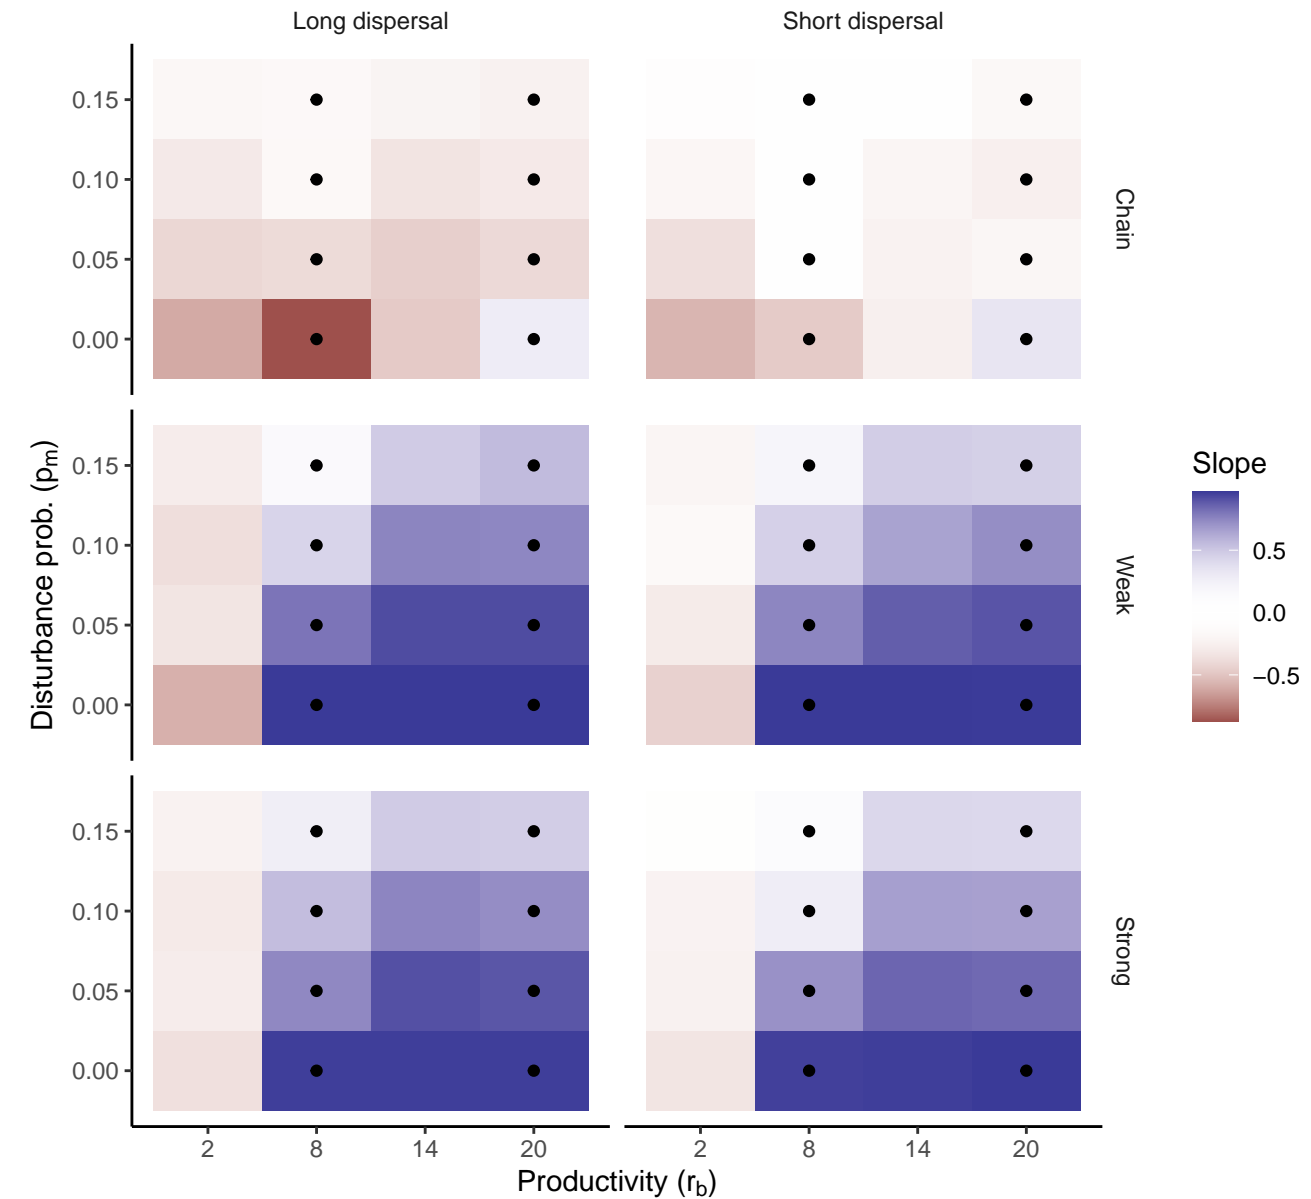 Long dispersal
Short dispersal
0.15
0.10
0.05
0.00
Chain
Disturbance prob. (pₘ)
0.15
0.10
0.05
0.00
Weak
Slope
0.5
0.0
−0.5
0.15
0.10
0.05
0.00
Strong
2 8 14 20
2 8 14 20
Productivity (r_b)